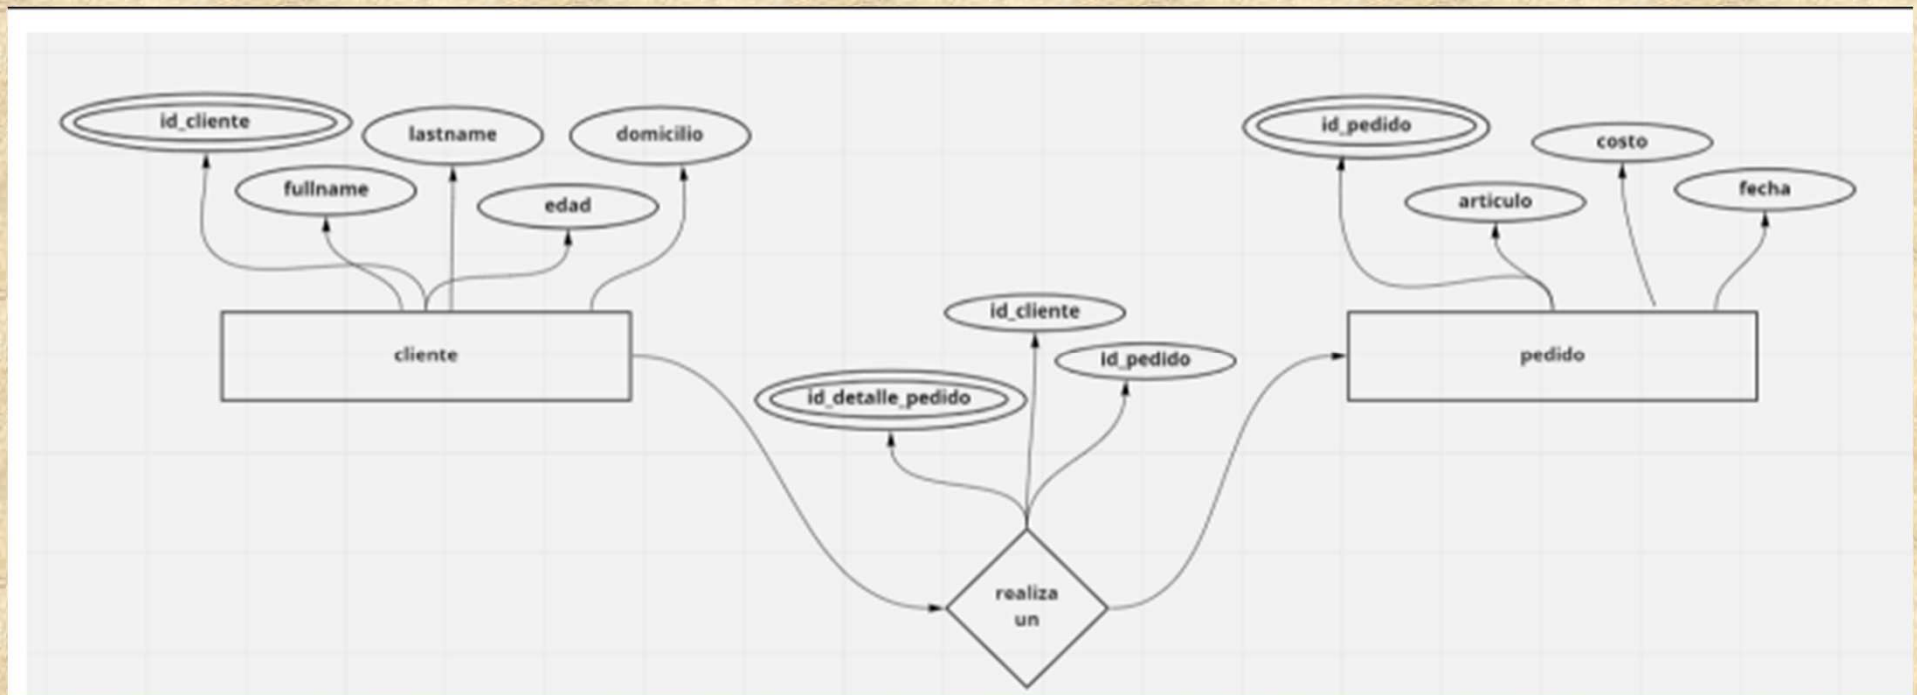 id_cliente
lastname
domicilio
fullname
edad
cliente
id_pedido
costo
articulo
fecha
pedido
id_cliente
id_pedido
id_detalle_pedido
realiza
un